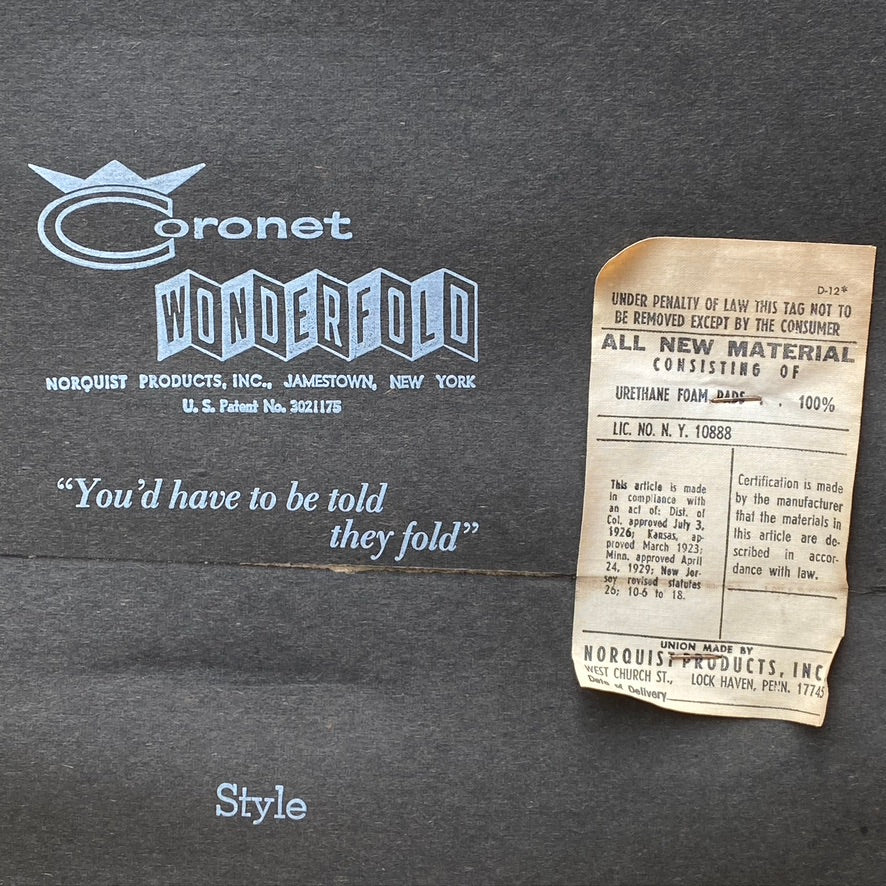 Coronet
WONDERFOLD
NORQUIST PRODUCTS, INC., JAMESTOWN, NEW YORK
U. S. Patent No. 3021175
“You’d have to be told
they fold”
Style
D-12*
UNDER PENALTY OF LAW THIS TAG NOT TO
BE REMOVED EXCEPT BY THE CONSUMER
ALL NEW MATERIAL
CONSISTING OF
URETHANE FOAM PADS . . 100%
LIC. NO. N. Y. 10888
This article is made
in compliance with
an act of: Dist. of
Col. approved July 3,
1926; Kansas, ap-
proved March 1923;
Minn. approved April
24, 1929; New Jer-
sey revised statutes
26; 10-6 to 18.
Certification is made
by the manufacturer
that the materials in
this article are de-
scribed in accor-
dance with law.
UNION MADE BY
NORQUIST PRODUCTS, INC
WEST CHURCH ST., LOCK HAVEN, PENN. 17745
Date of Delivery